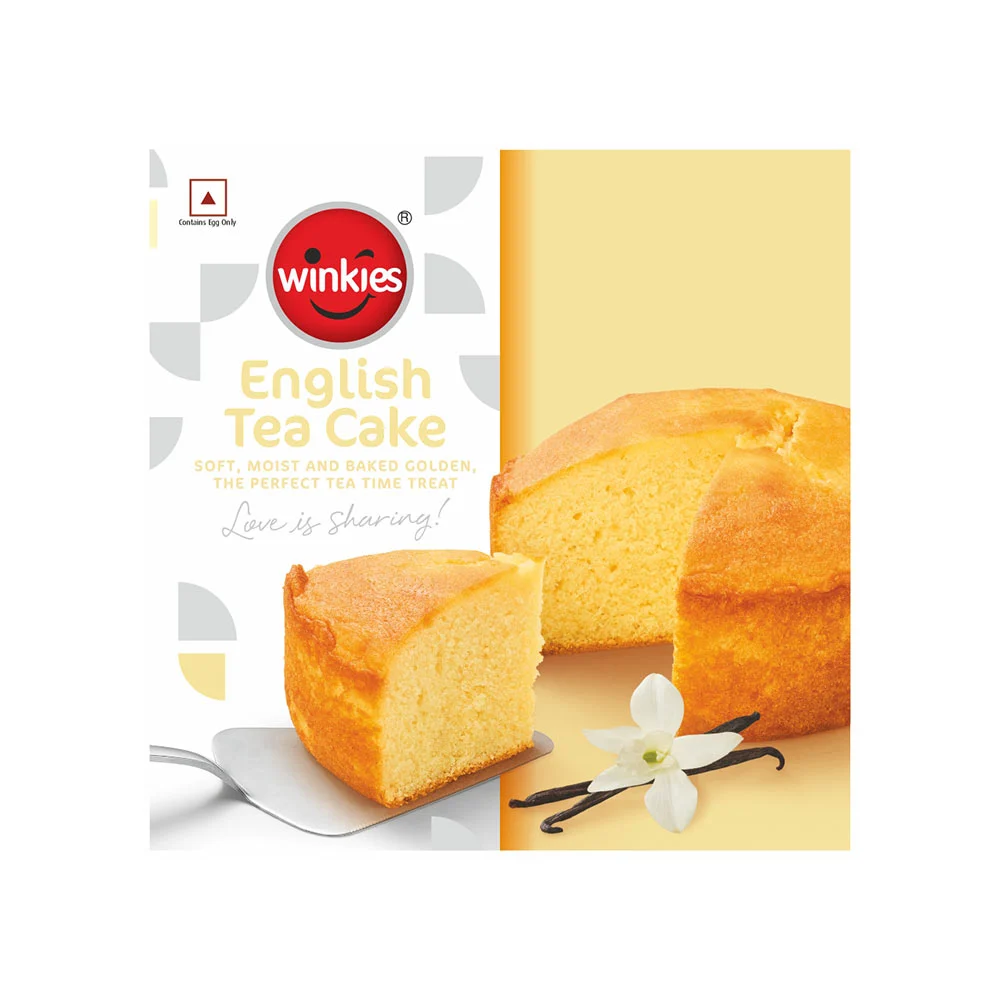 Contains Egg Only
®
winkies
English
Tea Cake
SOFT, MOIST AND BAKED GOLDEN,
THE PERFECT TEA TIME TREAT
Love is sharing!